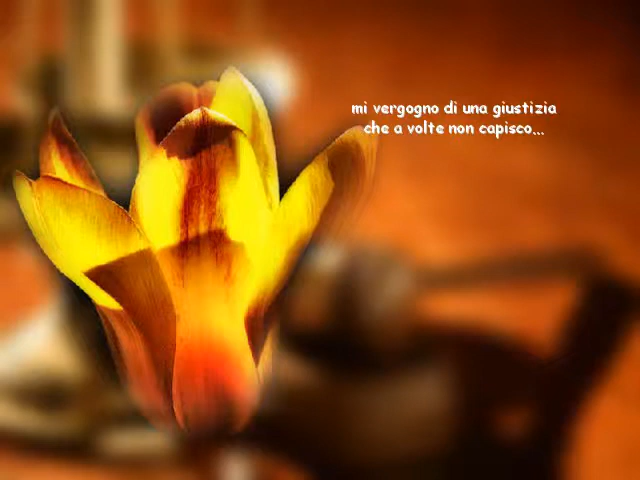 mi vergogno di una giustizia
che a volte non capisco...